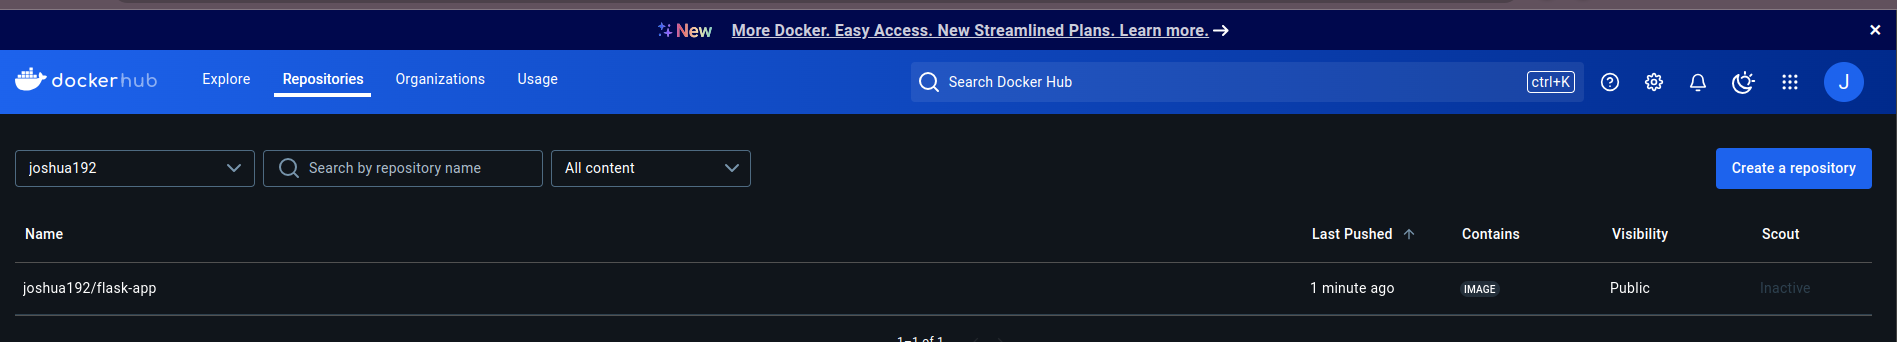 New More Docker. Easy Access. New Streamlined Plans. Learn more.
dockerhub Explore Repositories Organizations Usage Search Docker Hub ctrl+K J
joshua192 Search by repository name All content Create a repository
Name Last Pushed Contains Visibility Scout
joshua192/flask-app 1 minute ago IMAGE Public Inactive
1–1 of 1